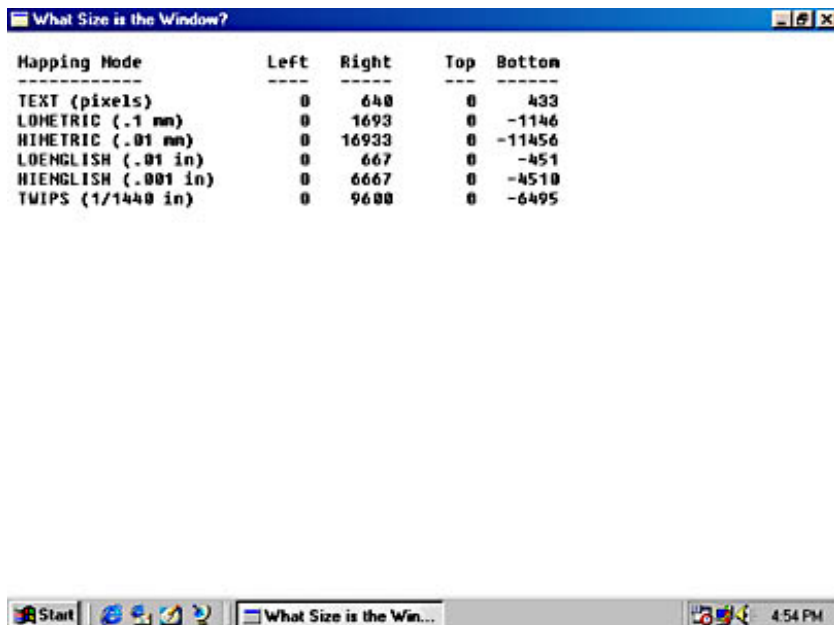 What Size is the Window?
Mapping Mode Left Right Top Bottom
------------ ---- ----- --- ------
TEXT (pixels) 0 640 0 433
LOMETRIC (.1 mm) 0 1693 0 -1146
HIMETRIC (.01 mm) 0 16933 0 -11456
LOENGLISH (.01 in) 0 667 0 -451
HIENGLISH (.001 in) 0 6667 0 -4510
TWIPS (1/1440 in) 0 9600 0 -6495
Start What Size is the Win... 4:54 PM